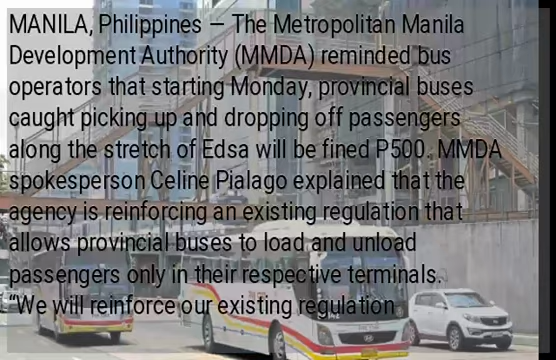 MANILA, Philippines — The Metropolitan Manila
Development Authority (MMDA) reminded bus
operators that starting Monday, provincial buses
caught picking up and dropping off passengers
along the stretch of Edsa will be fined P500. MMDA
spokesperson Celine Pialago explained that the
agency is reinforcing an existing regulation that
allows provincial buses to load and unload
passengers only in their respective terminals.
“We will reinforce our existing regulation